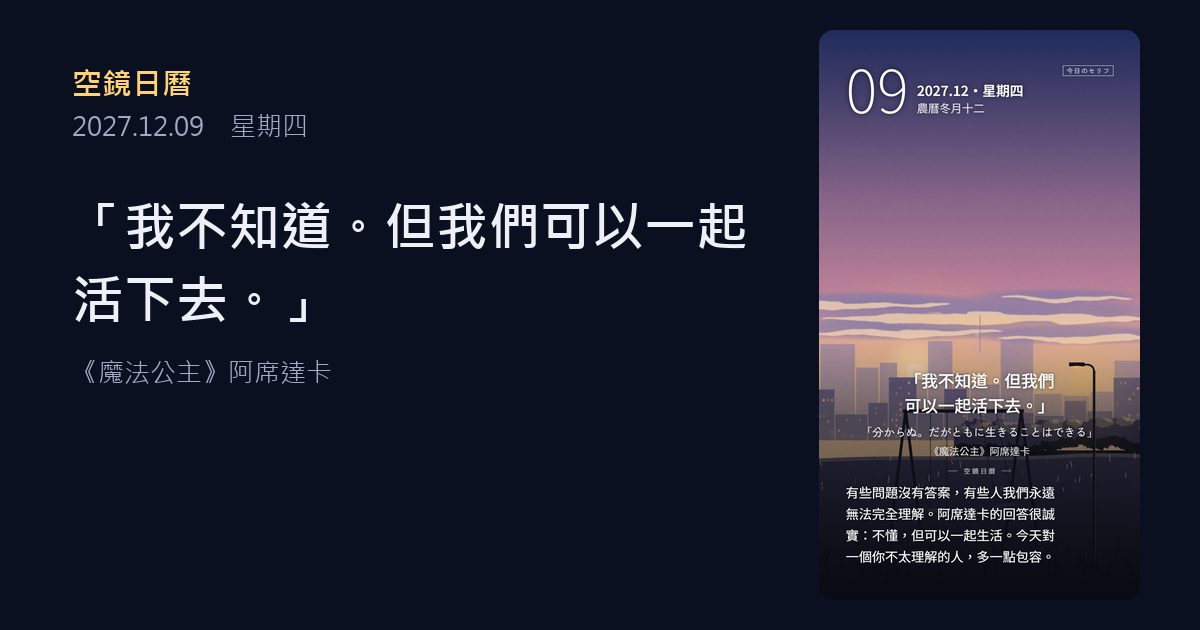 空鏡日曆
2027.12.09 星期四
「我不知道。但我們可以一起
活下去。」
《魔法公主》阿席達卡
09
2027.12・星期四
農曆冬月十二
今日のセリフ
「我不知道。但我們
可以一起活下去。」
「分からぬ。だがともに生きることはできる」
《魔法公主》阿席達卡
空鏡日曆
有些問題沒有答案，有些人我們永遠
無法完全理解。阿席達卡的回答很誠
實：不懂，但可以一起生活。今天對
一個你不太理解的人，多一點包容。